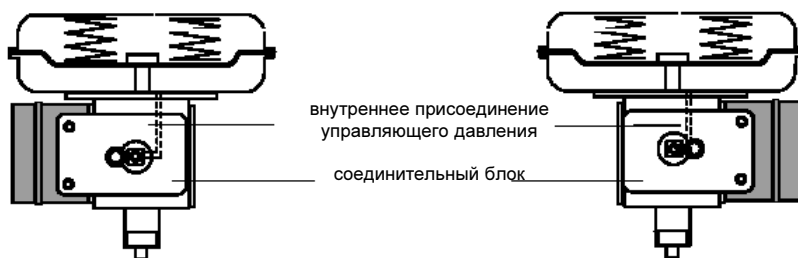 внутреннее присоединение
управляющего давления
соединительный блок